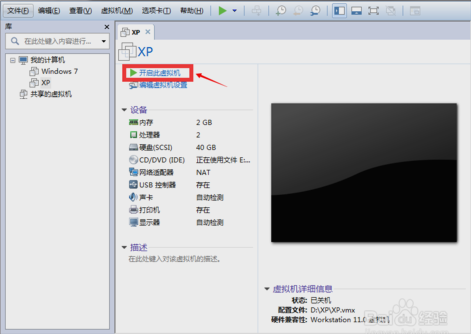 文件(F) 编辑(E) 查看(V) 虚拟机(M) 选项卡(T) 帮助(H)
库
在此处键入内容进行...
我的计算机
Windows 7
XP
共享的虚拟机
XP
XP
开启此虚拟机
编辑虚拟机设置
设备
内存 2 GB
处理器 2
硬盘(SCSI) 40 GB
CD/DVD (IDE) 正在使用文件 E:...
网络适配器 NAT
USB 控制器 存在
声卡 自动检测
打印机 存在
显示器 自动检测
描述
在此处键入对该虚拟机的描述。
虚拟机详细信息
状态: 已关机
配置文件: D:\XP\XP.vmx
硬件兼容性: Workstation 11.0 虚拟机
Baidu 经验